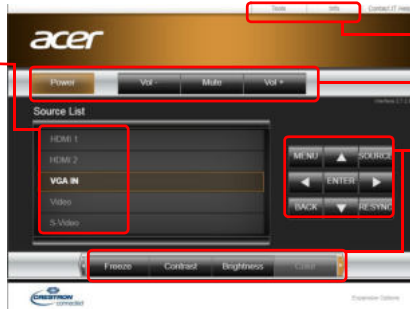 Tools Info Contact IT Help
acer
Power Vol - Mute Vol +
Source List
HDMI 1
HDMI 2
VGA IN
Video
S-Video
MENU SOURCE
ENTER
BACK RESYNC
Freeze Contrast Brightness Color
CRESTRON
connected
Expansion Options